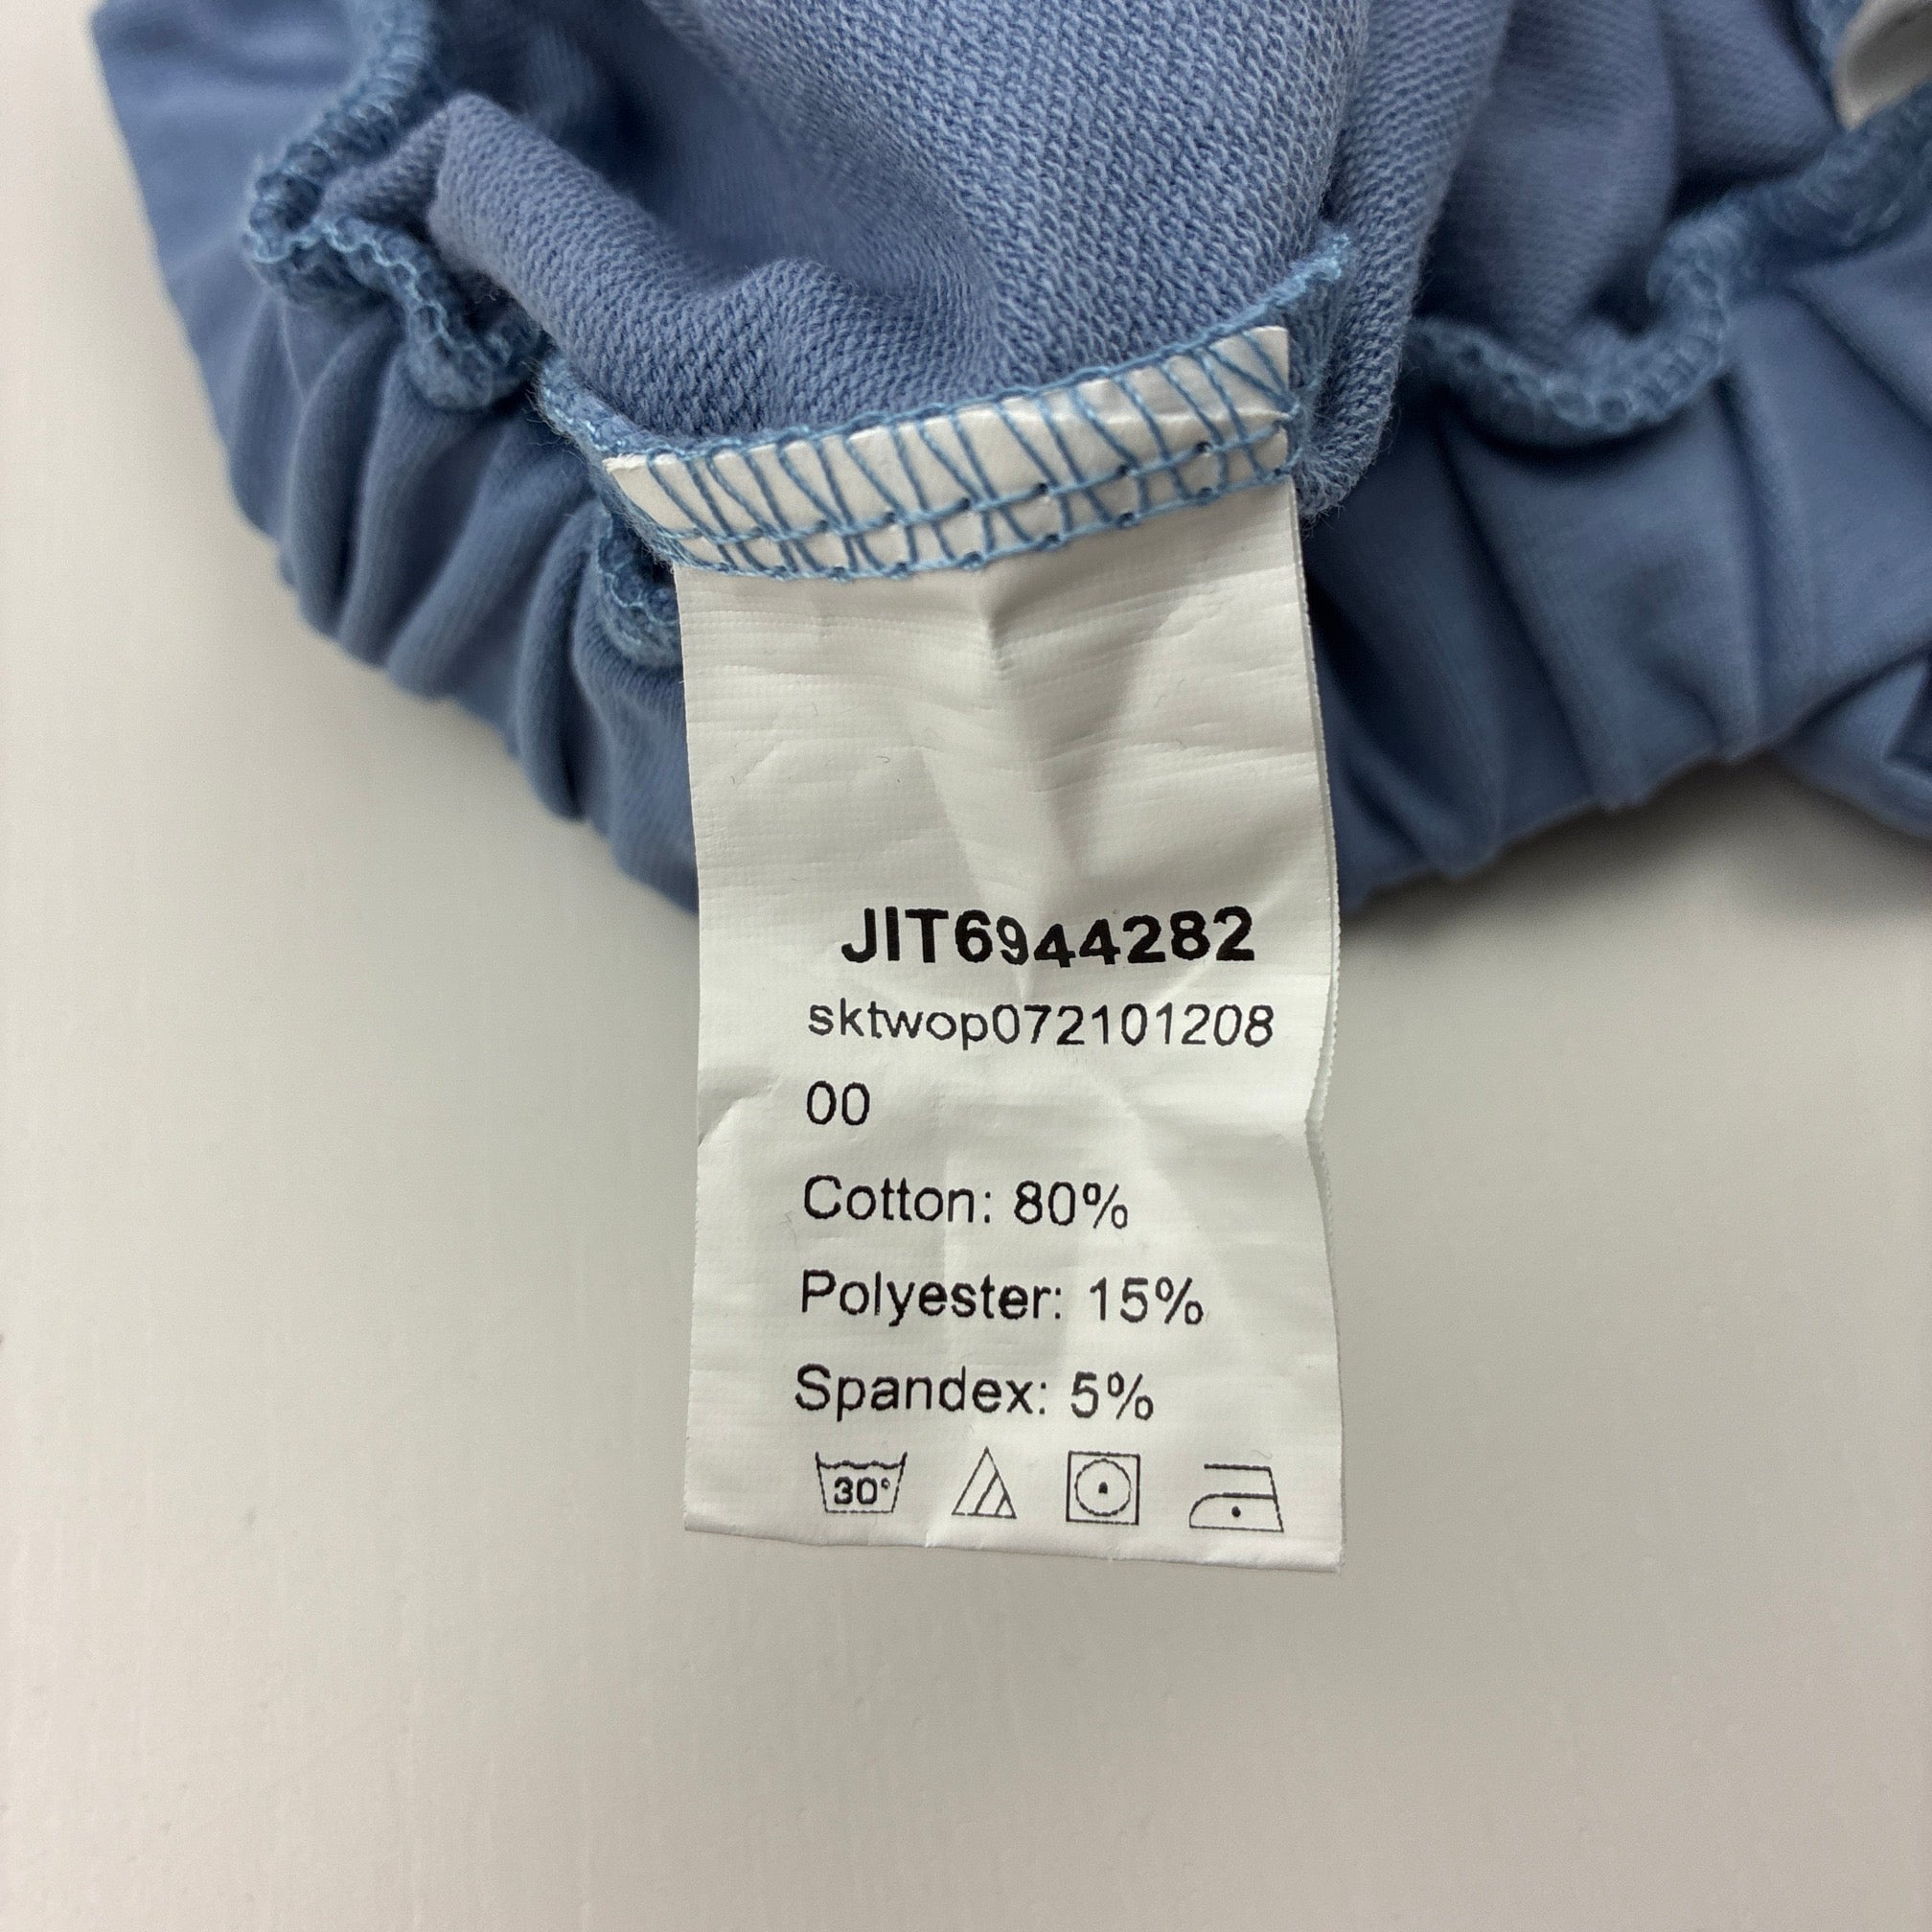 JIT6944282
sktwop072101208
00
Cotton: 80%
Polyester: 15%
Spandex: 5%
30°